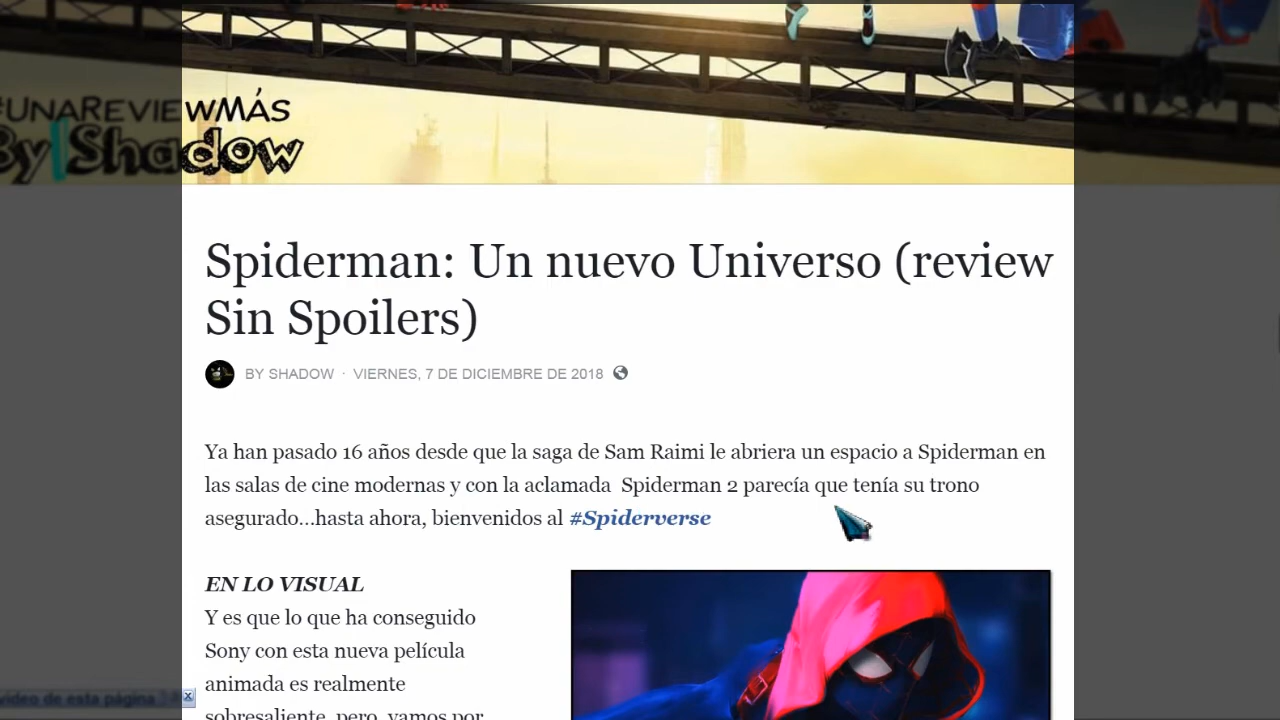 #UNAREVIEWMÁS
By Shadow
Spiderman: Un nuevo Universo (review
Sin Spoilers)
BY SHADOW · VIERNES, 7 DE DICIEMBRE DE 2018
Ya han pasado 16 años desde que la saga de Sam Raimi le abriera un espacio a Spiderman en
las salas de cine modernas y con la aclamada Spiderman 2 parecía que tenía su trono
asegurado...hasta ahora, bienvenidos al #Spiderverse
EN LO VISUAL
Y es que lo que ha conseguido
Sony con esta nueva película
animada es realmente
video de esta página
sobresaliente, pero, vamos por